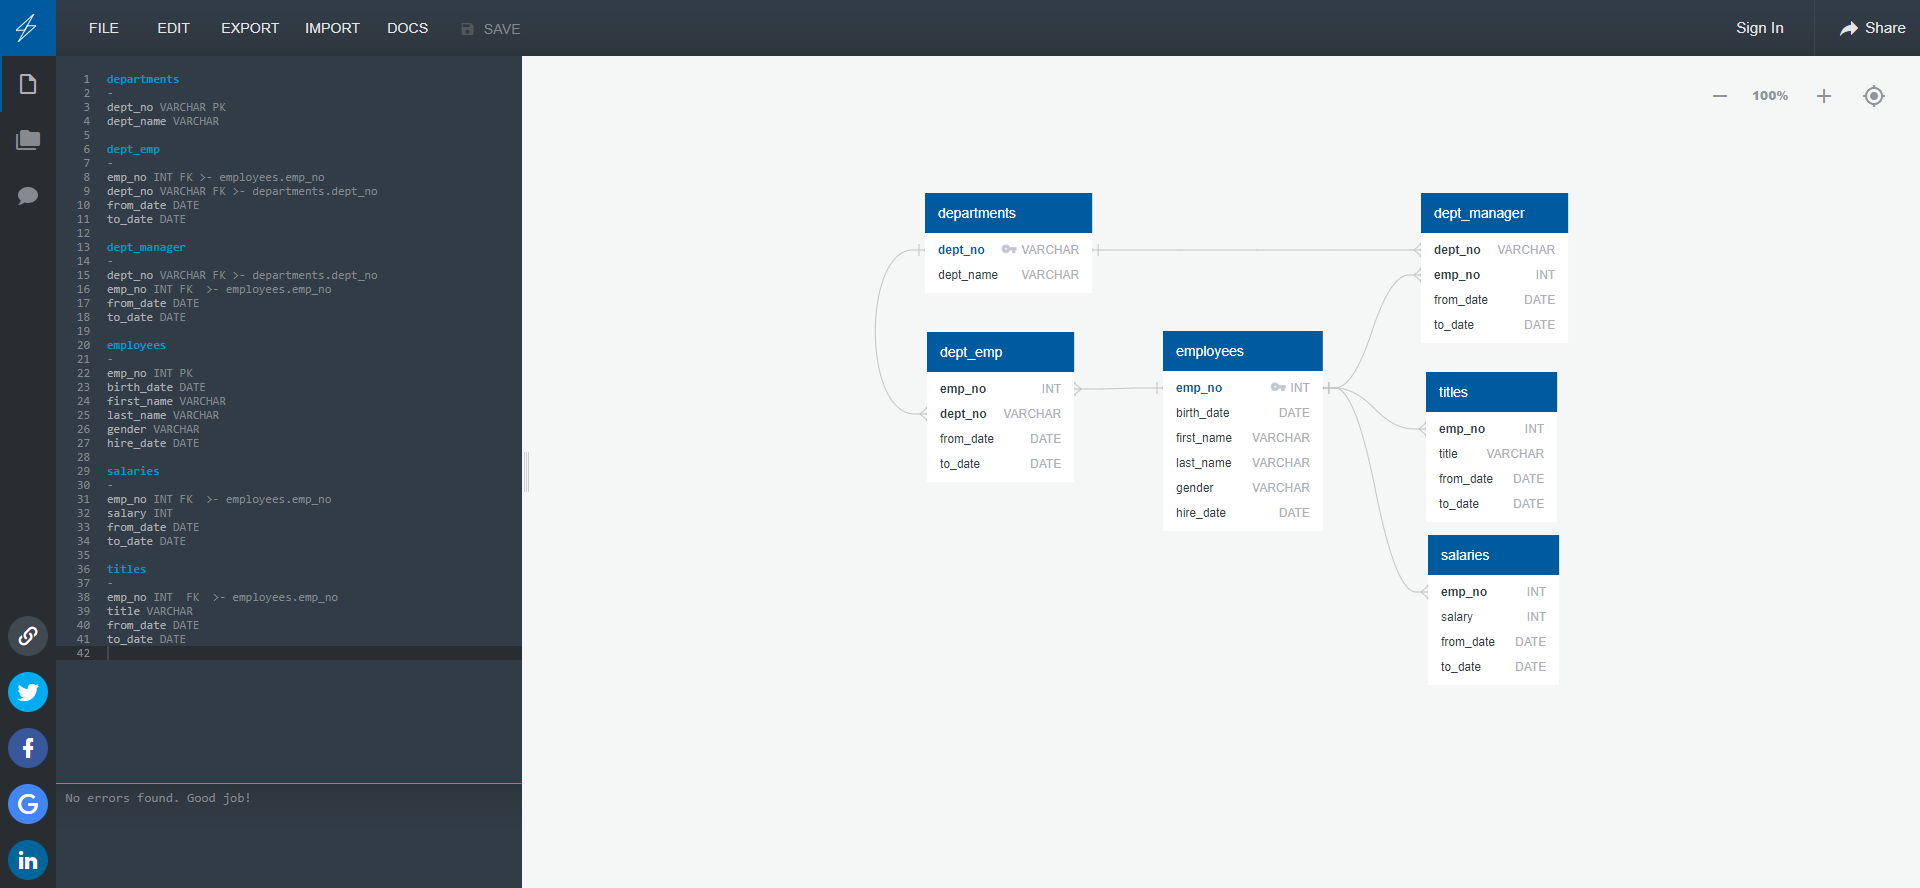 FILE EDIT EXPORT IMPORT DOCS SAVE Sign In Share
1 departments
2 -
3 dept_no VARCHAR PK
4 dept_name VARCHAR
5
6 dept_emp
7 -
8 emp_no INT FK >- employees.emp_no
9 dept_no VARCHAR FK >- departments.dept_no
10 from_date DATE
11 to_date DATE
12
13 dept_manager
14 -
15 dept_no VARCHAR FK >- departments.dept_no
16 emp_no INT FK  >- employees.emp_no
17 from_date DATE
18 to_date DATE
19
20 employees
21 -
22 emp_no INT PK
23 birth_date DATE
24 first_name VARCHAR
25 last_name VARCHAR
26 gender VARCHAR
27 hire_date DATE
28
29 salaries
30 -
31 emp_no INT FK  >- employees.emp_no
32 salary INT
33 from_date DATE
34 to_date DATE
35
36 titles
37 -
38 emp_no INT  FK  >- employees.emp_no
39 title VARCHAR
40 from_date DATE
41 to_date DATE
42
No errors found. Good job!
100%
departments
dept_no VARCHAR
dept_name VARCHAR
dept_emp
emp_no INT
dept_no VARCHAR
from_date DATE
to_date DATE
employees
emp_no INT
birth_date DATE
first_name VARCHAR
last_name VARCHAR
gender VARCHAR
hire_date DATE
dept_manager
dept_no VARCHAR
emp_no INT
from_date DATE
to_date DATE
titles
emp_no INT
title VARCHAR
from_date DATE
to_date DATE
salaries
emp_no INT
salary INT
from_date DATE
to_date DATE